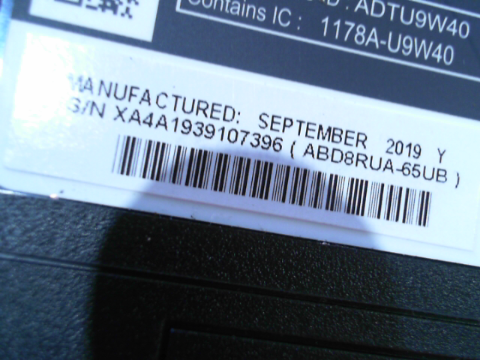 : ADTU9W40
Contains IC : 1178A-U9W40
MANUFACTURED: SEPTEMBER 2019 Y
S/N XA4A1939107396 ( ABD8RUA-65UB )